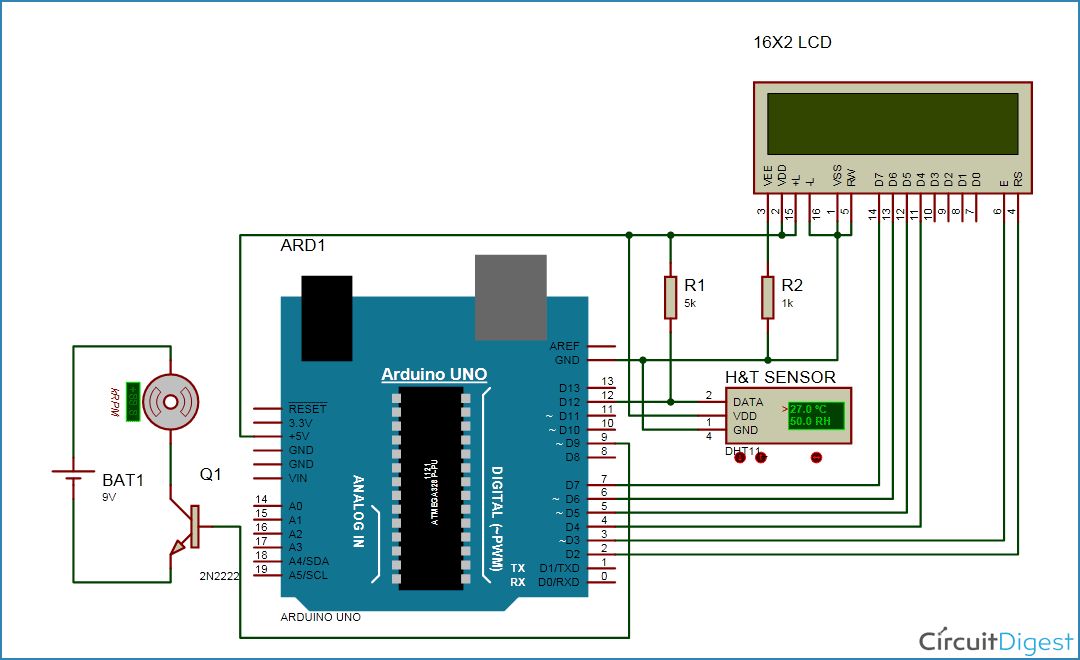 16X2 LCD
VEE
VDD
+L
-L
VSS
RW
D7
D6
D5
D4
D3
D2
D1
D0
E
RS
3
2
15
16
1
5
14
13
12
11
10
9
8
7
6
4
ARD1
R1
5k
R2
1k
Arduino UNO
AREF
GND
RESET
3.3V
+5V
GND
GND
VIN
14 A0
15 A1
16 A2
17 A3
18 A4/SDA
19 A5/SCL
ANALOG IN
1121
ATMEGA328P-PU
DIGITAL (~PWM)
D13 13
D12 12
~ D11 11
~ D10 10
~ D9 9
D8 8
D7 7
~ D6 6
~ D5 5
D4 4
~D3 3
D2 2
TX D1/TXD 1
RX D0/RXD 0
ARDUINO UNO
H&T SENSOR
2 DATA
VDD
1 GND
4
>27.0 °C
50.0 RH
DHT11
kRPM
BAT1
9V
Q1
2N2222
CircuitDigest